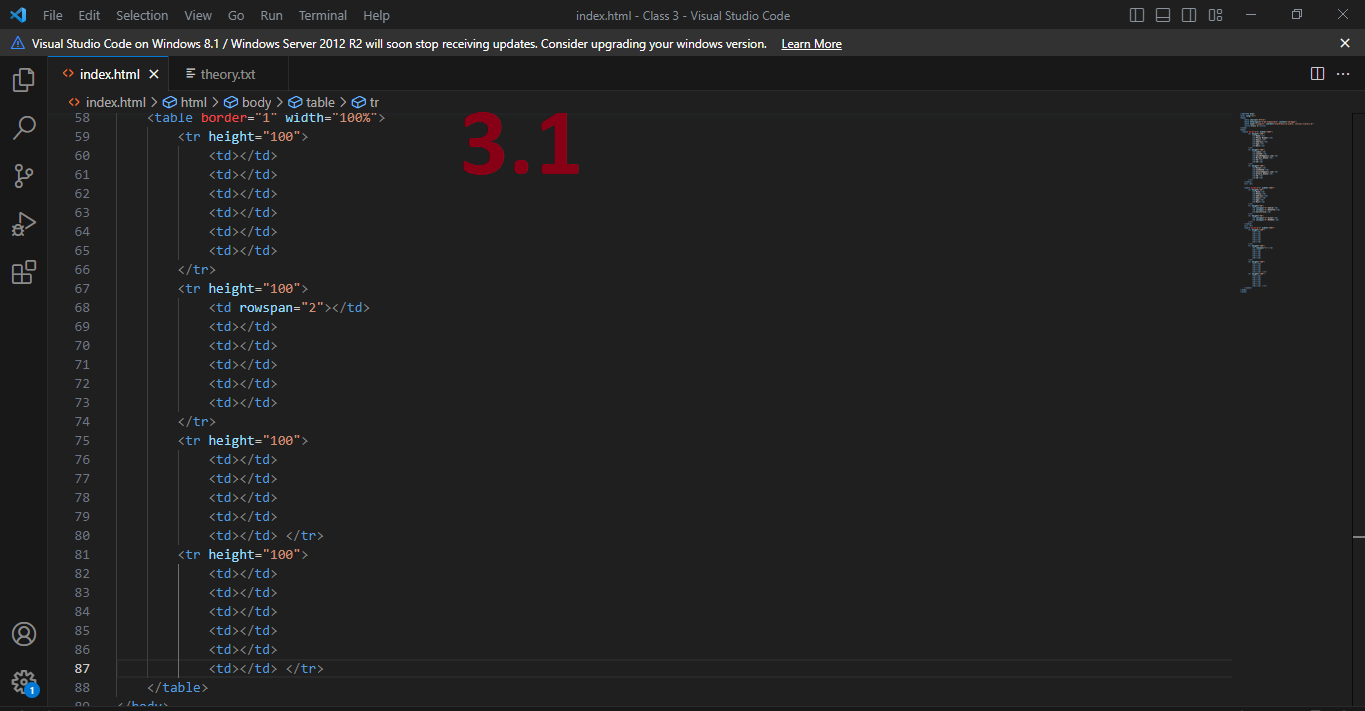 File Edit Selection View Go Run Terminal Help index.html - Class 3 - Visual Studio Code
Visual Studio Code on Windows 8.1 / Windows Server 2012 R2 will soon stop receiving updates. Consider upgrading your windows version. Learn More
<> index.html theory.txt
<> index.html > html > body > table > tr
3.1
58 <table border="1" width="100%">
59 <tr height="100">
60 <td></td>
61 <td></td>
62 <td></td>
63 <td></td>
64 <td></td>
65 <td></td>
66 </tr>
67 <tr height="100">
68 <td rowspan="2"></td>
69 <td></td>
70 <td></td>
71 <td></td>
72 <td></td>
73 <td></td>
74 </tr>
75 <tr height="100">
76 <td></td>
77 <td></td>
78 <td></td>
79 <td></td>
80 <td></td> </tr>
81 <tr height="100">
82 <td></td>
83 <td></td>
84 <td></td>
85 <td></td>
86 <td></td>
87 <td></td> </tr>
88 </table>
89 </body>
1